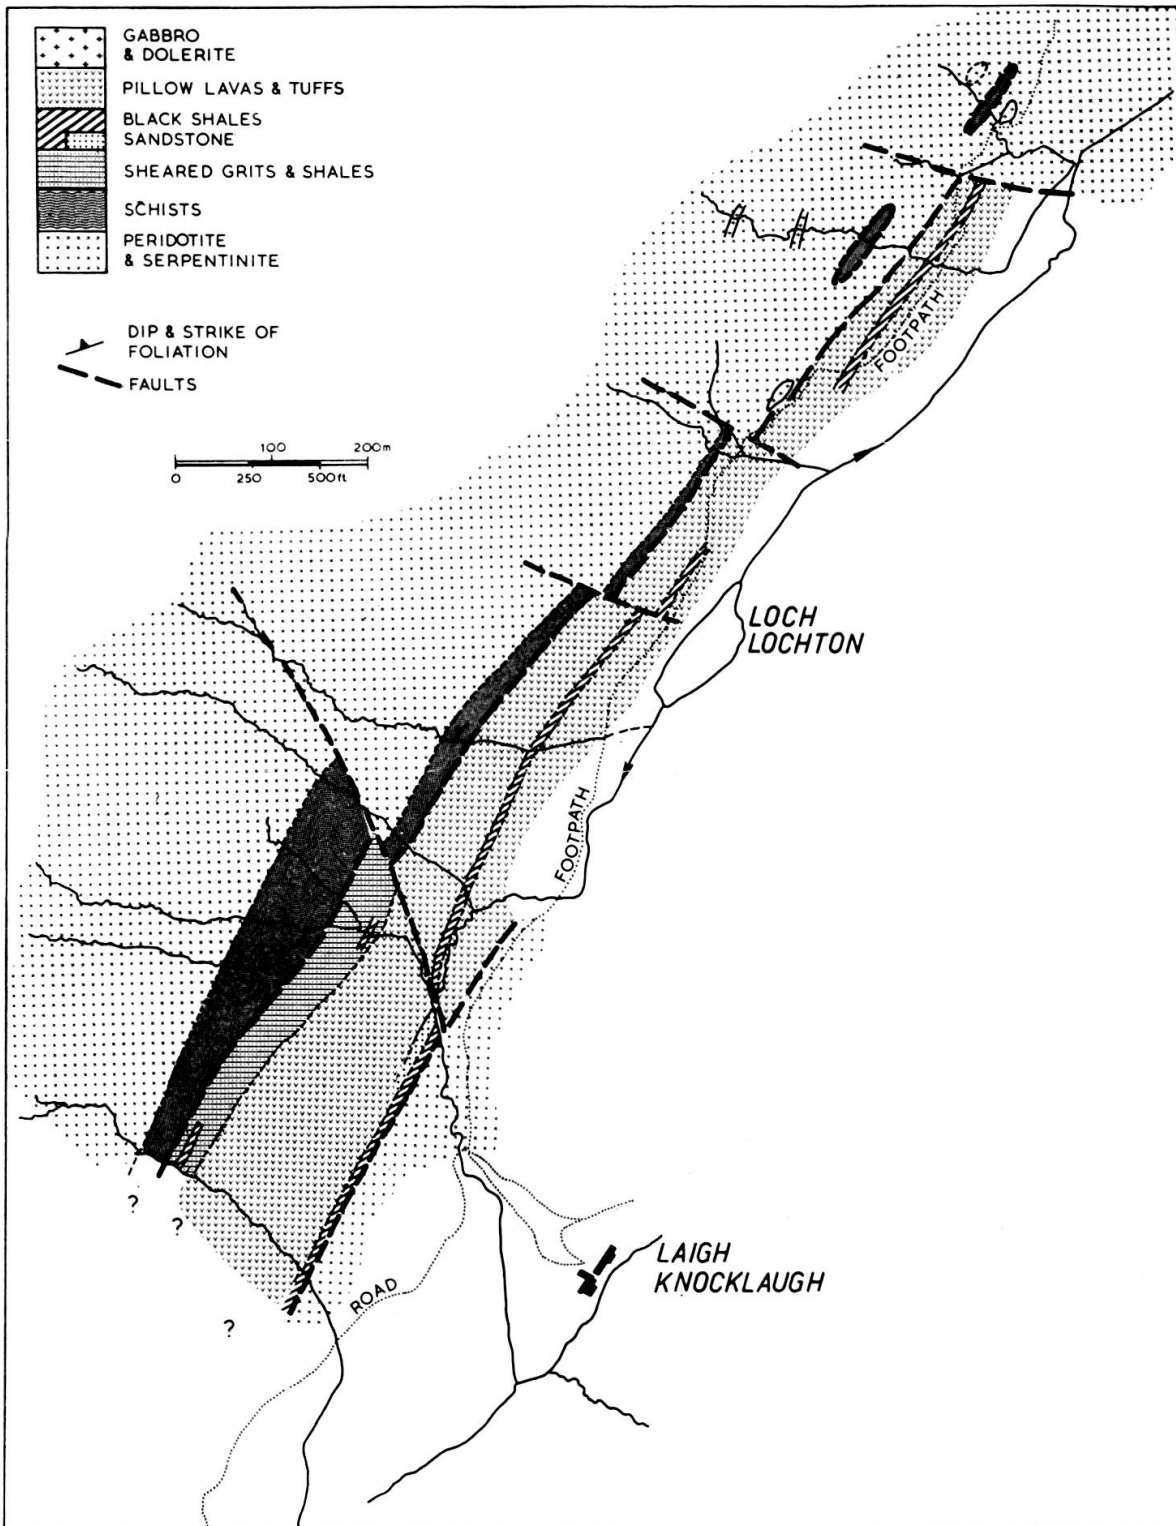 GABBRO
& DOLERITE
PILLOW LAVAS & TUFFS
BLACK SHALES
SANDSTONE
SHEARED GRITS & SHALES
SCHISTS
PERIDOTITE
& SERPENTINITE
DIP & STRIKE OF
FOLIATION
FAULTS
100 200m
0 250 500ft
FOOTPATH
LOCH
LOCHTON
FOOTPATH
?
?
?
LAIGH
KNOCKLAUGH
ROAD